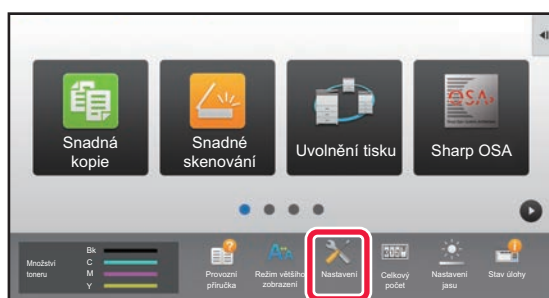 Snadná
kopie
Snadné
skenování
Uvolnění tisku
OSA
Sharp OSA
Množství
toneru
Bk
C
M
Y
Provozní
příručka
Režim většího
zobrazení
Nastavení
Celkový
počet
Nastavení
jasu
Stav úlohy